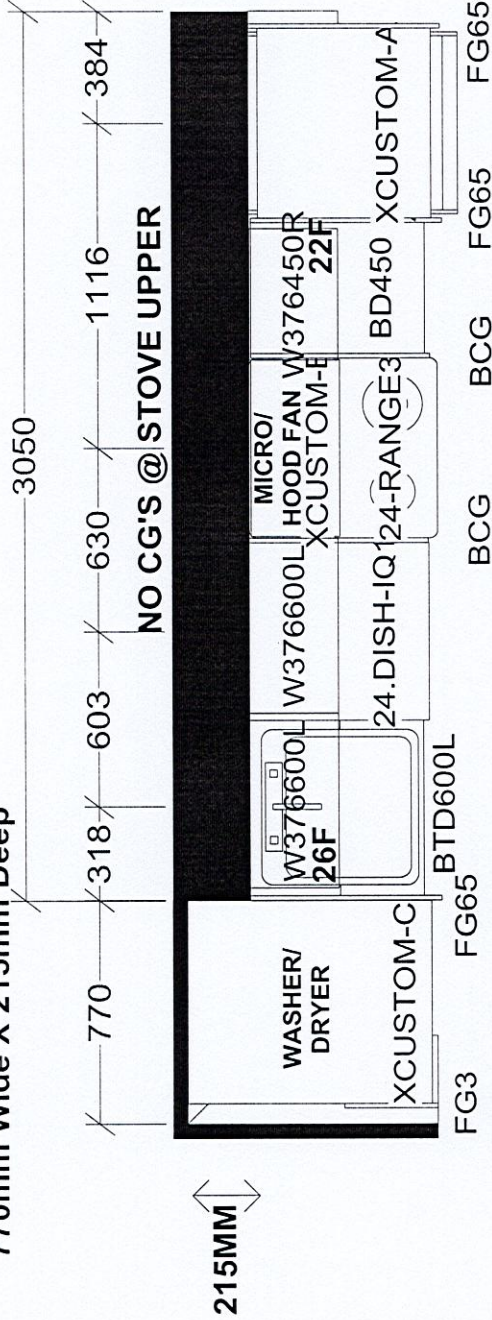 770mm Wide X 215mm Deep
3050
770
318
603
630
1116
384
NO CG'S @ STOVE UPPER
215MM
WASHER/
DRYER
XCUSTOM-C
W376600L
26F
W376600L
MICRO/
HOOD FAN
XCUSTOM-B
W376450R
22F
24.DISH-IQ1
24-RANGE3
BD450
XCUSTOM-A
BTD600L
FG3
FG65
BCG
BCG
FG65
FG65